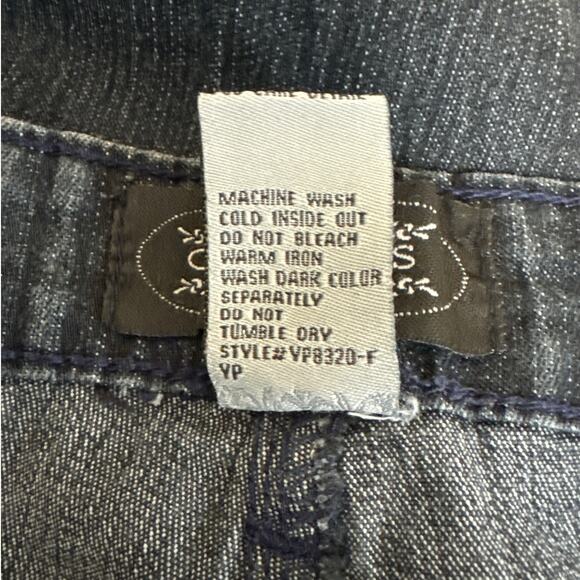 MACHINE WASH
COLD INSIDE OUT
DO NOT BLEACH
WARM IRON
WASH DARK COLOR
SEPARATELY
DO NOT
TUMBLE DRY
STYLE#YP8320-F
YP